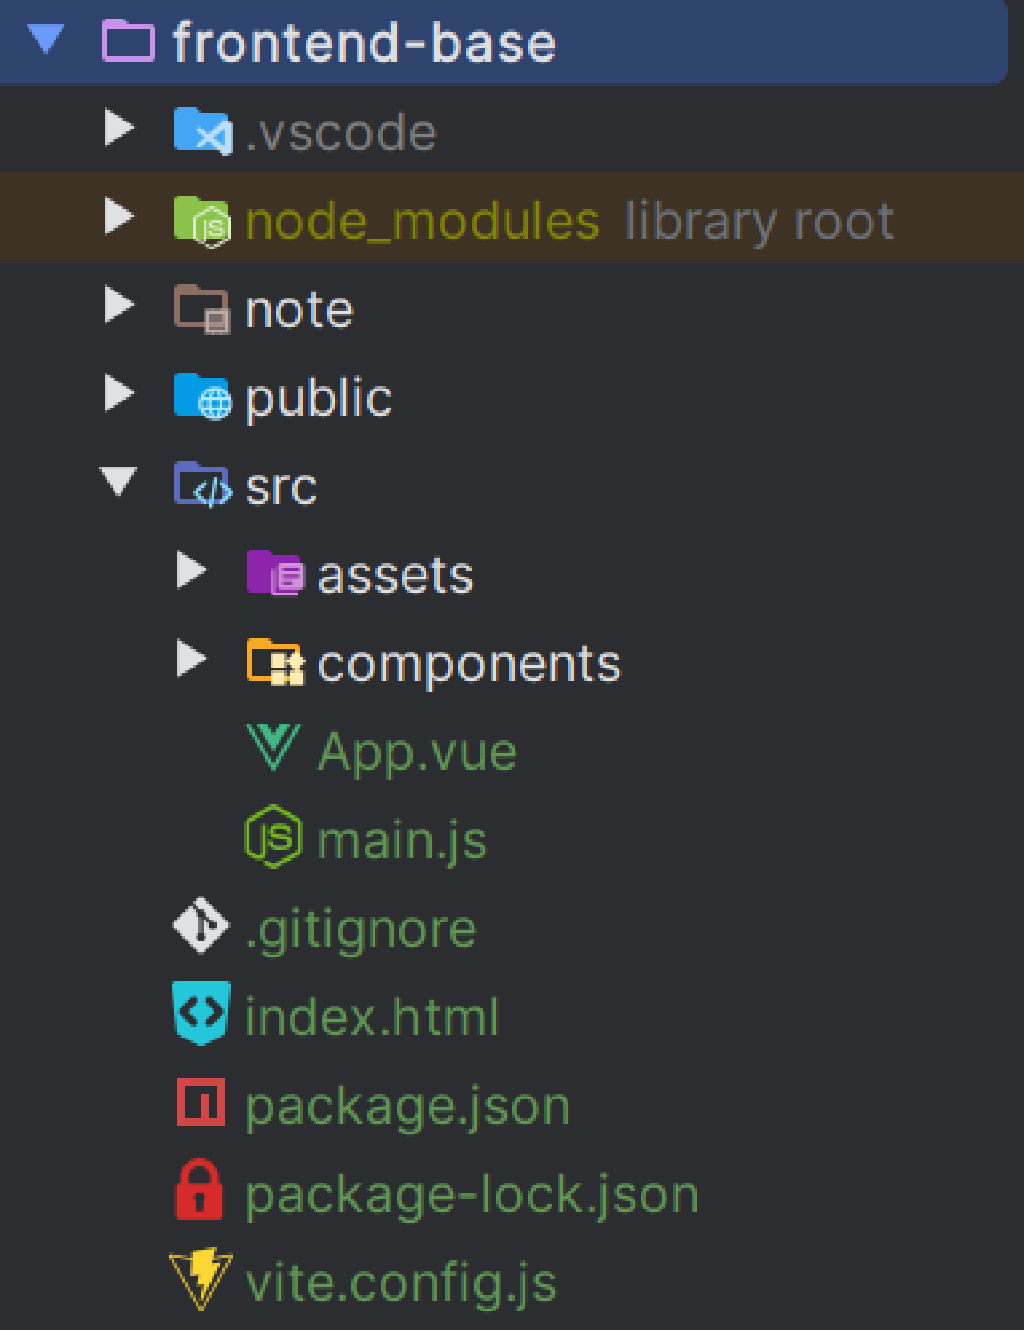 frontend-base
.vscode
node_modules library root
note
public
src
assets
components
App.vue
main.js
.gitignore
index.html
package.json
package-lock.json
vite.config.js